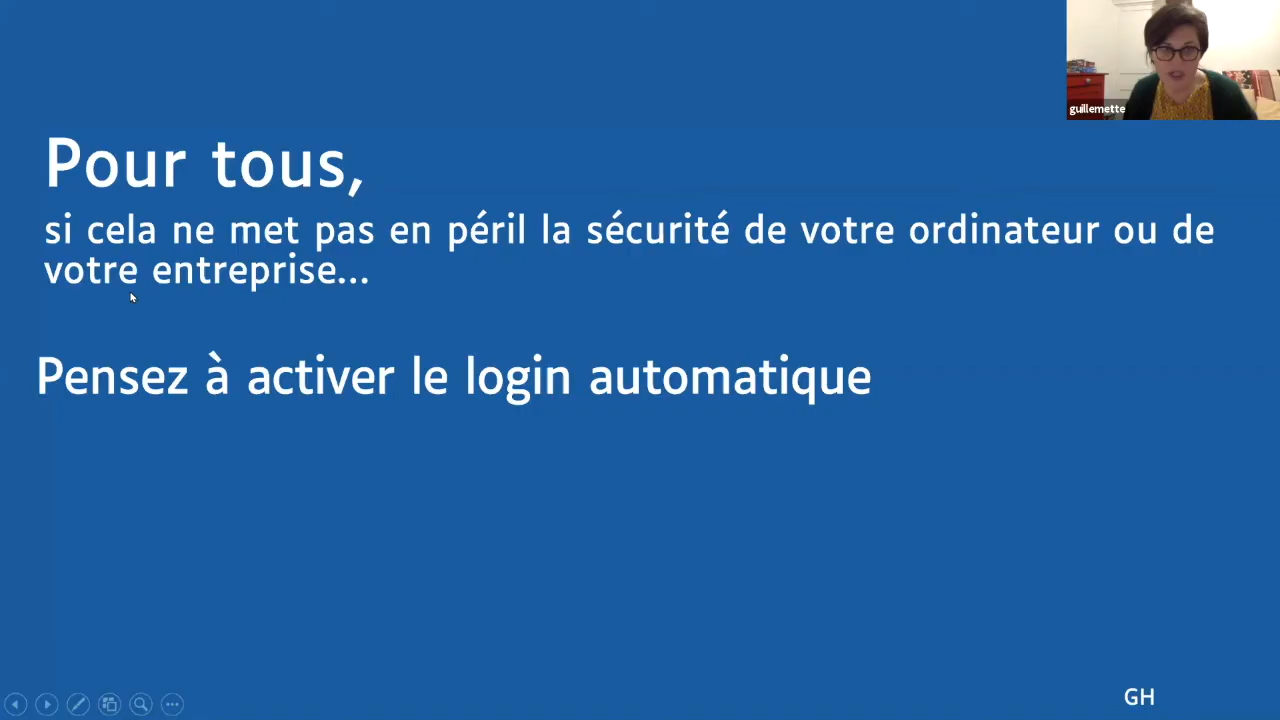 guillemette
Pour tous,
si cela ne met pas en péril la sécurité de votre ordinateur ou de
votre entreprise...
Pensez à activer le login automatique
GH